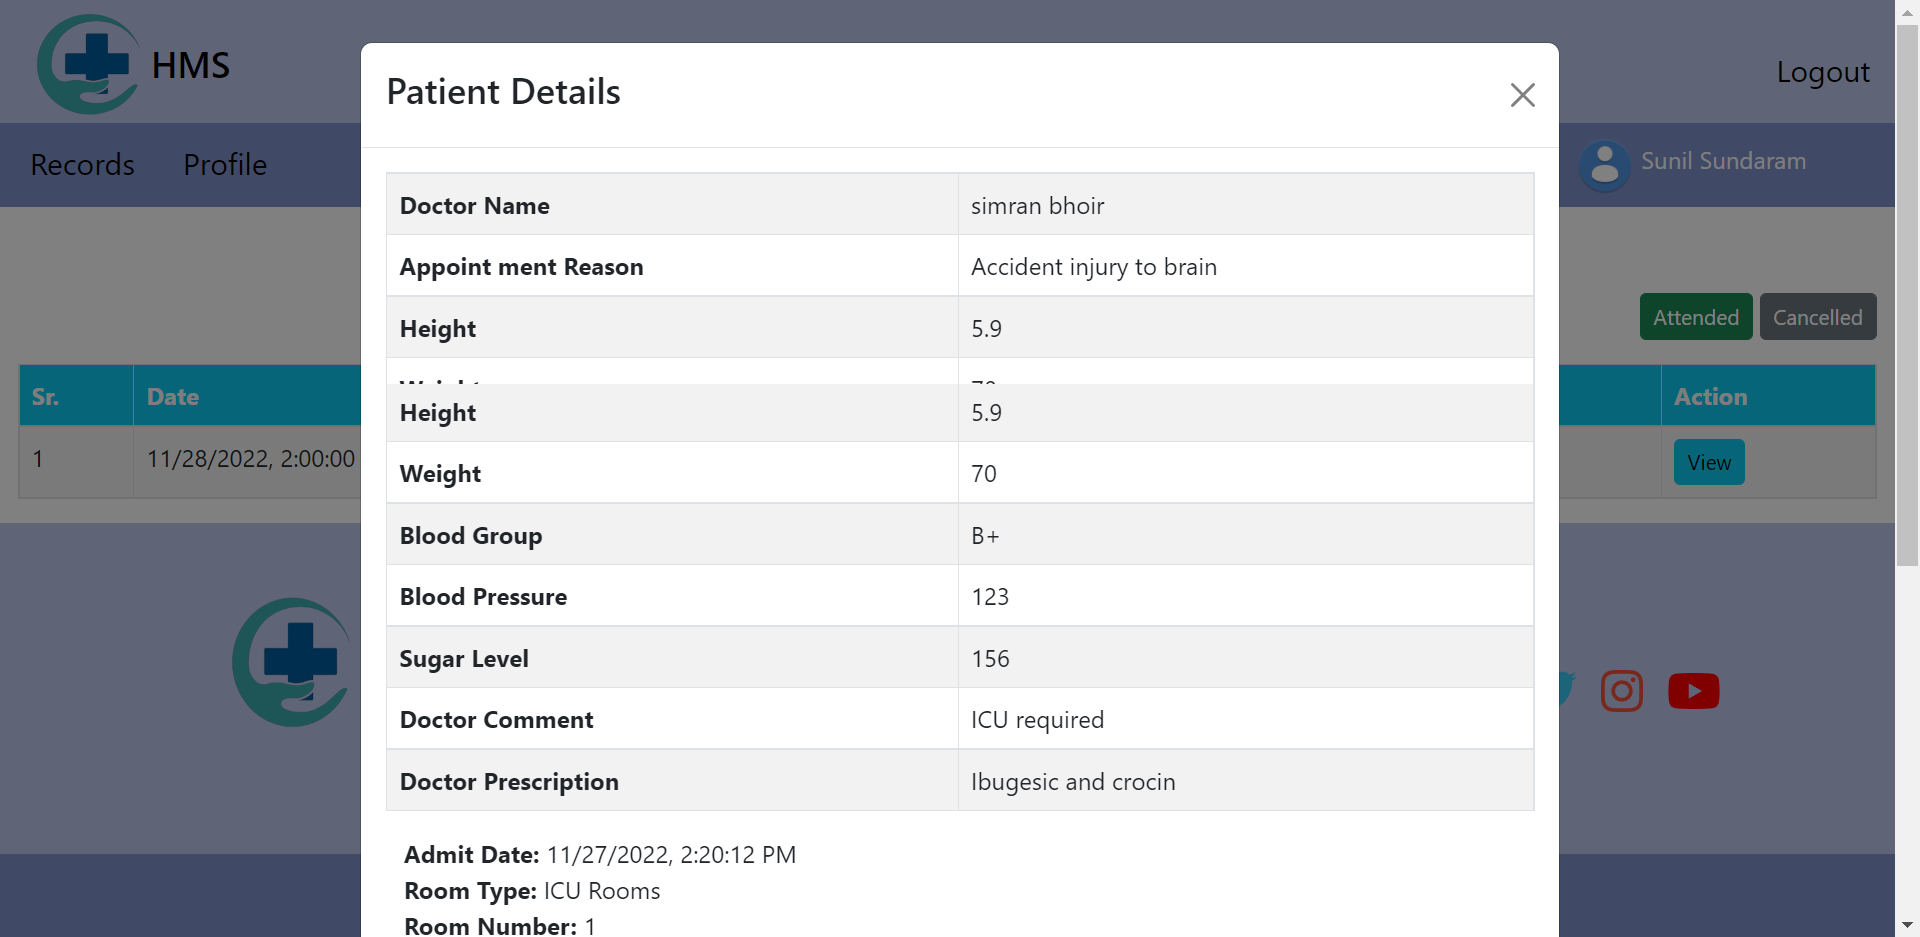 HMS
Logout
Records Profile
Sunil Sundaram
Patient Details
Doctor Name simran bhoir
Appoint ment Reason Accident injury to brain
Height 5.9
Height 5.9
Weight 70
Blood Group B+
Blood Pressure 123
Sugar Level 156
Doctor Comment ICU required
Doctor Prescription Ibugesic and crocin
Admit Date: 11/27/2022, 2:20:12 PM
Room Type: ICU Rooms
Room Number: 1
Attended Cancelled
Sr. Date Action
1 11/28/2022, 2:00:00 View